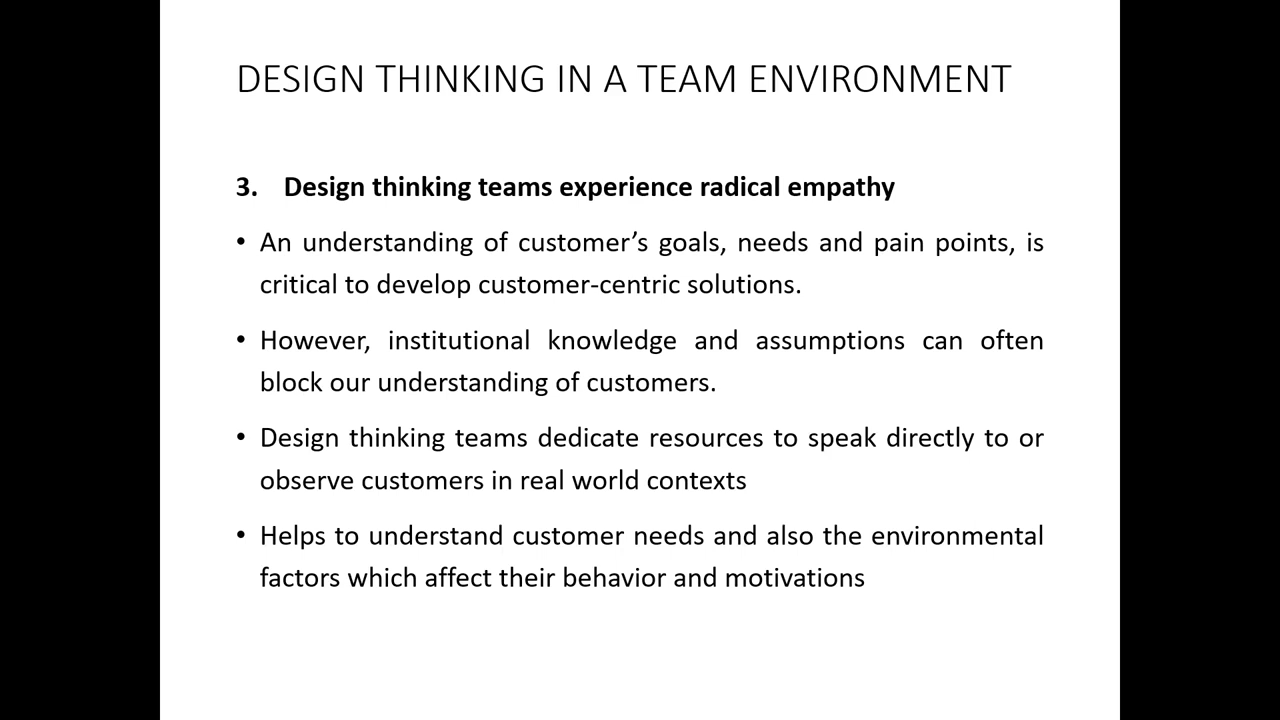 DESIGN THINKING IN A TEAM ENVIRONMENT
3. Design thinking teams experience radical empathy
• An understanding of customer’s goals, needs and pain points, is
critical to develop customer-centric solutions.
• However, institutional knowledge and assumptions can often
block our understanding of customers.
• Design thinking teams dedicate resources to speak directly to or
observe customers in real world contexts
• Helps to understand customer needs and also the environmental
factors which affect their behavior and motivations